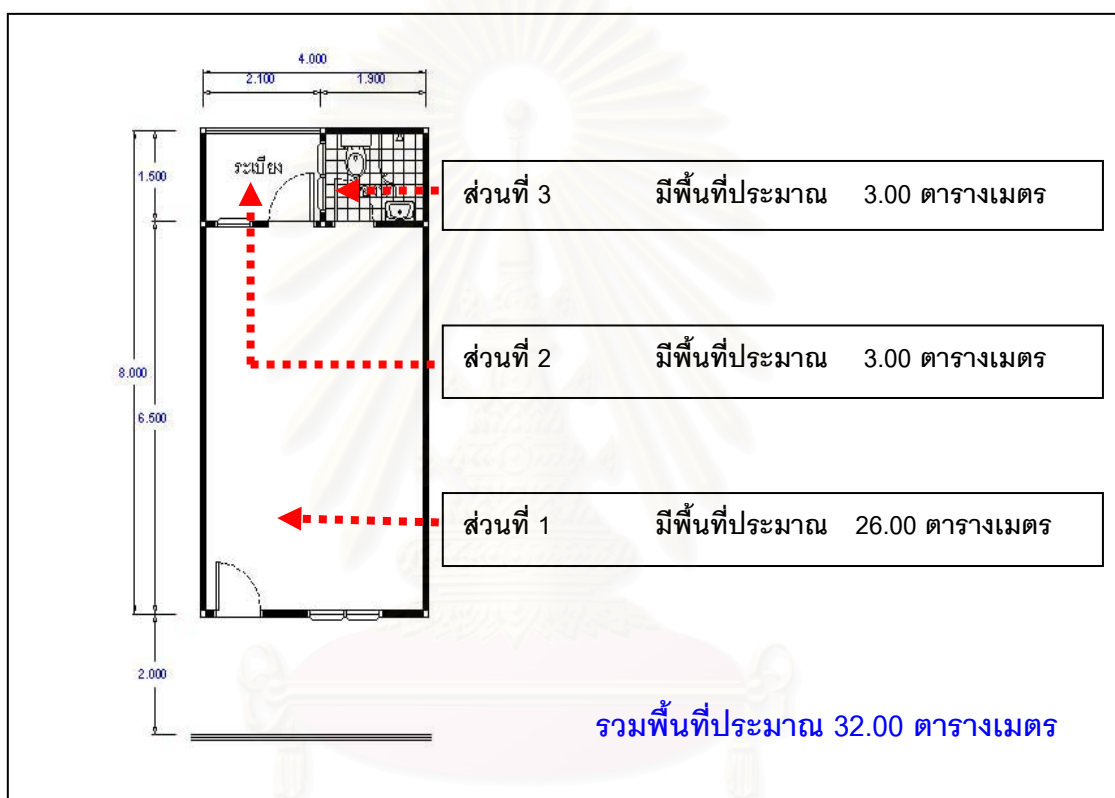 4.000
2.100 1.900
1.500
ระเบียง
ส่วนที่ 3 มีพื้นที่ประมาณ 3.00 ตารางเมตร
ส่วนที่ 2 มีพื้นที่ประมาณ 3.00 ตารางเมตร
8.000
6.500
ส่วนที่ 1 มีพื้นที่ประมาณ 26.00 ตารางเมตร
2.000
รวมพื้นที่ประมาณ 32.00 ตารางเมตร